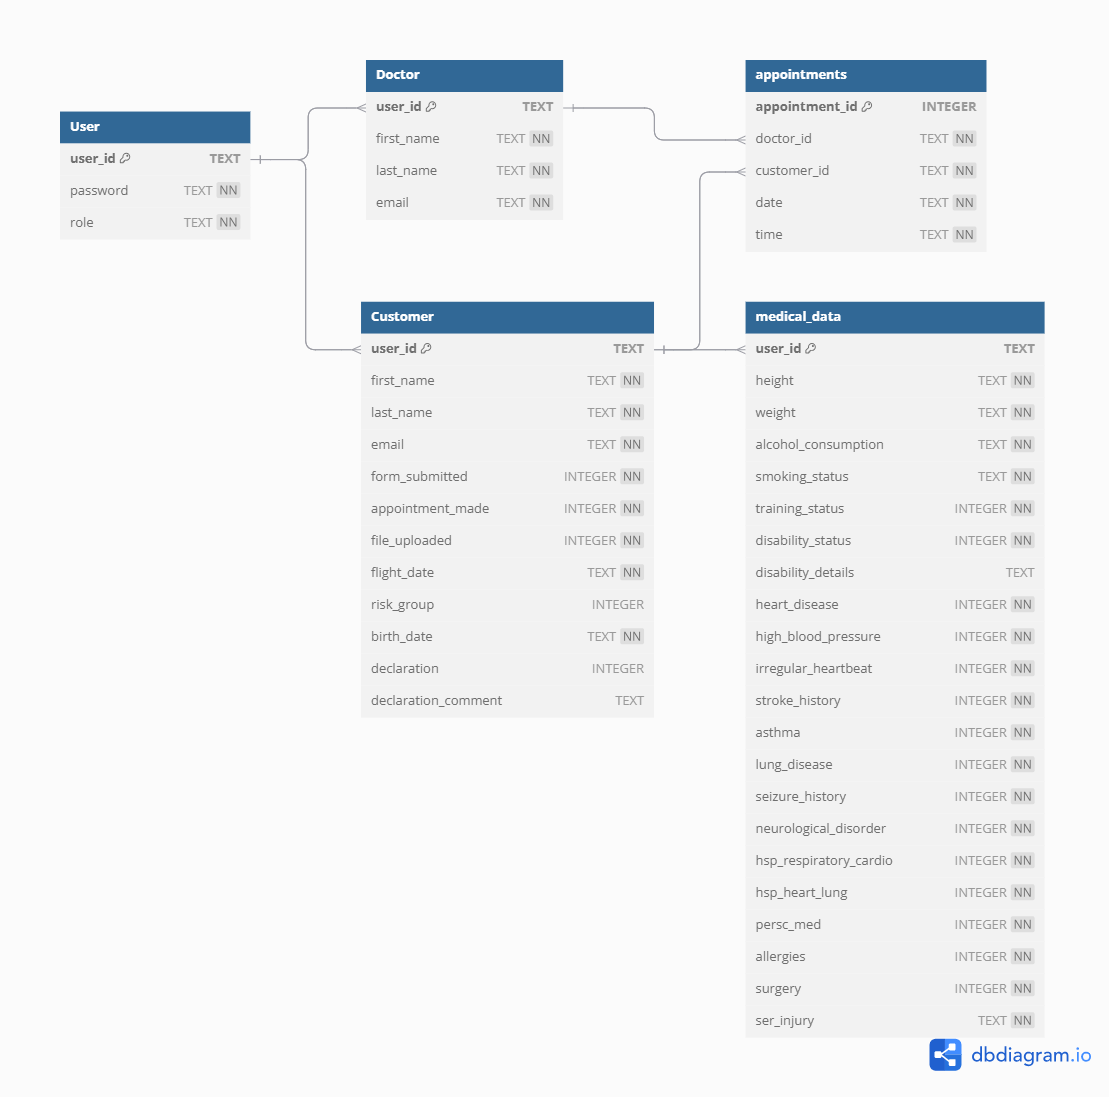 User
user_id TEXT
password TEXT NN
role TEXT NN
Doctor
user_id TEXT
first_name TEXT NN
last_name TEXT NN
email TEXT NN
appointments
appointment_id INTEGER
doctor_id TEXT NN
customer_id TEXT NN
date TEXT NN
time TEXT NN
Customer
user_id TEXT
first_name TEXT NN
last_name TEXT NN
email TEXT NN
form_submitted INTEGER NN
appointment_made INTEGER NN
file_uploaded INTEGER NN
flight_date TEXT NN
risk_group INTEGER
birth_date TEXT NN
declaration INTEGER
declaration_comment TEXT
medical_data
user_id TEXT
height TEXT NN
weight TEXT NN
alcohol_consumption TEXT NN
smoking_status TEXT NN
training_status INTEGER NN
disability_status INTEGER NN
disability_details TEXT
heart_disease INTEGER NN
high_blood_pressure INTEGER NN
irregular_heartbeat INTEGER NN
stroke_history INTEGER NN
asthma INTEGER NN
lung_disease INTEGER NN
seizure_history INTEGER NN
neurological_disorder INTEGER NN
hsp_respiratory_cardio INTEGER NN
hsp_heart_lung INTEGER NN
persc_med INTEGER NN
allergies INTEGER NN
surgery INTEGER NN
ser_injury TEXT NN
dbdiagram.io